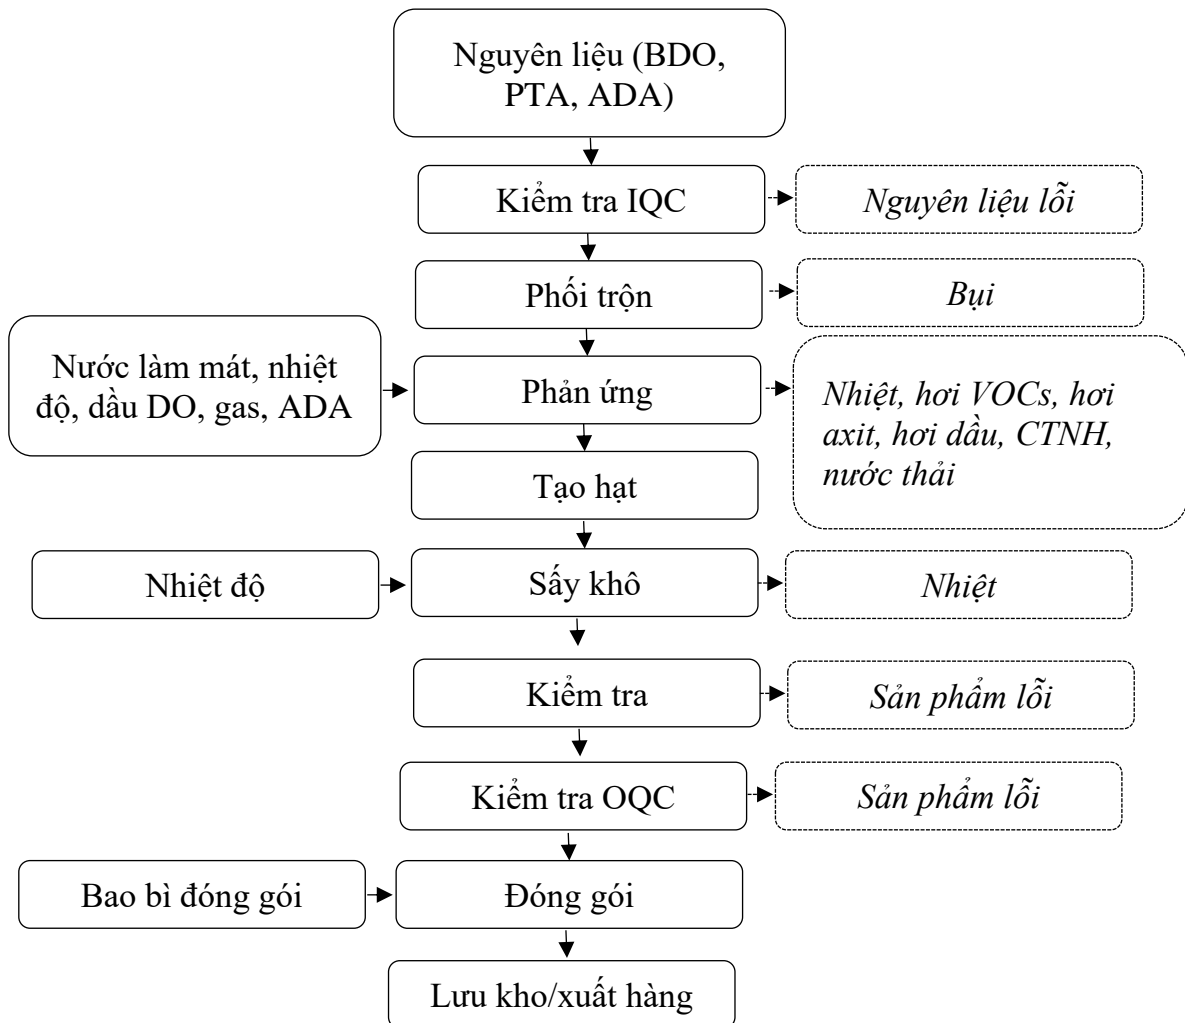 Nguyên liệu (BDO,
PTA, ADA)
Kiểm tra IQC
Nguyên liệu lỗi
Phối trộn
Bụi
Nước làm mát, nhiệt
độ, dầu DO, gas, ADA
Phản ứng
Nhiệt, hơi VOCs, hơi
axit, hơi dầu, CTNH,
nước thải
Tạo hạt
Nhiệt độ
Sấy khô
Nhiệt
Kiểm tra
Sản phẩm lỗi
Kiểm tra OQC
Sản phẩm lỗi
Bao bì đóng gói
Đóng gói
Lưu kho/xuất hàng